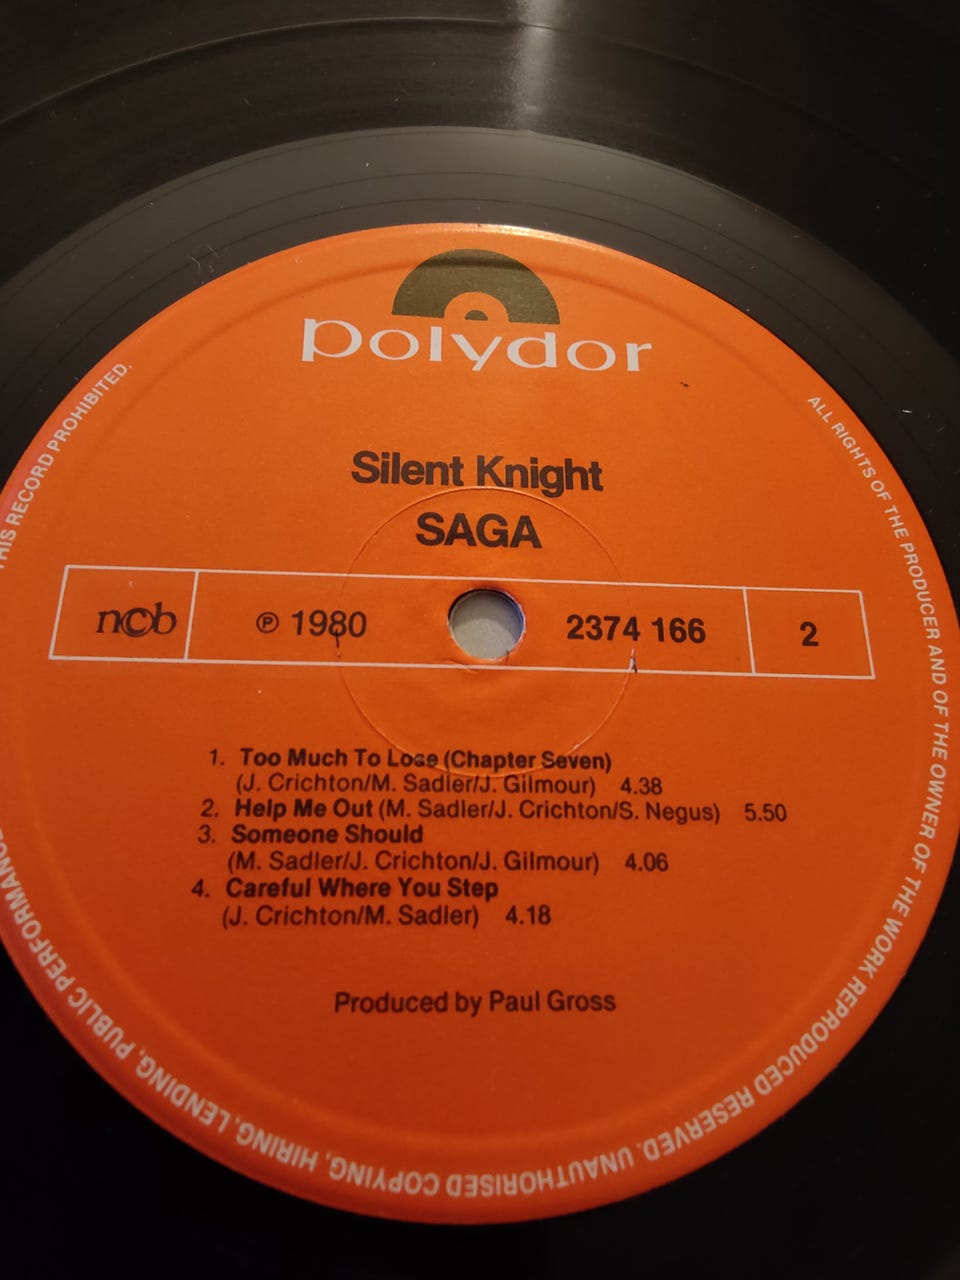 polydor
Silent Knight
SAGA
ncb
℗ 1980
2374 166
2
1. Too Much To Lose (Chapter Seven)
(J. Crichton/M. Sadler/J. Gilmour) 4.38
2. Help Me Out (M. Sadler/J. Crichton/S. Negus) 5.50
3. Someone Should
(M. Sadler/J. Crichton/J. Gilmour) 4.06
4. Careful Where You Step
(J. Crichton/M. Sadler) 4.18
Produced by Paul Gross
ALL RIGHTS OF THE PRODUCER AND OF THE OWNER OF THE WORK REPRODUCED RESERVED. UNAUTHORISED COPYING, HIRING, LENDING, PUBLIC PERFORMANCE THIS RECORD PROHIBITED.